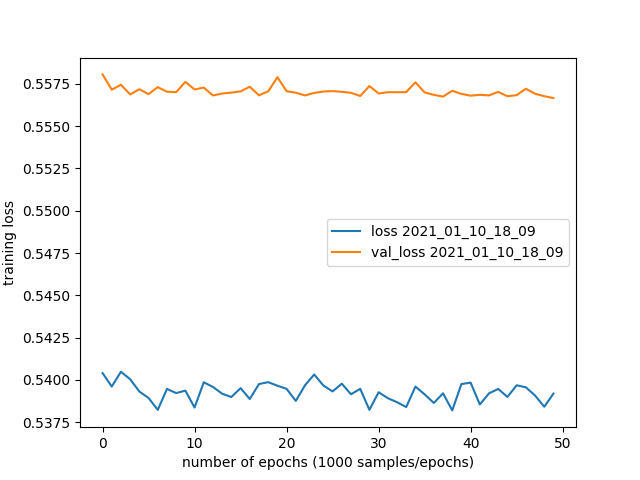 0.5575
0.5550
0.5525
0.5500
0.5475
0.5450
0.5425
0.5400
0.5375
training loss
loss 2021_01_10_18_09
val_loss 2021_01_10_18_09
0 10 20 30 40 50
number of epochs (1000 samples/epochs)